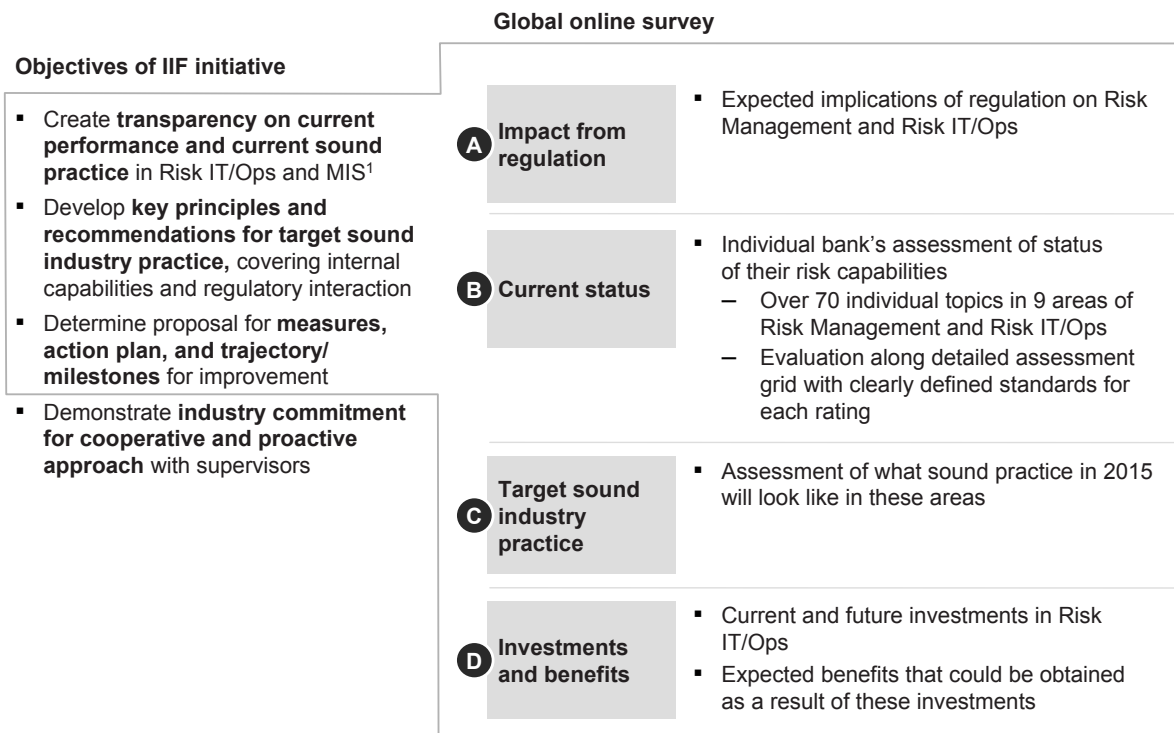 Global online survey
Objectives of IIF initiative
▪ Create transparency on current
performance and current sound
practice in Risk IT/Ops and MIS¹
▪ Develop key principles and
recommendations for target sound
industry practice, covering internal
capabilities and regulatory interaction
▪ Determine proposal for measures,
action plan, and trajectory/
milestones for improvement
▪ Demonstrate industry commitment
for cooperative and proactive
approach with supervisors
A
Impact from
regulation
▪ Expected implications of regulation on Risk
Management and Risk IT/Ops
B
Current status
▪ Individual bank's assessment of status
of their risk capabilities
– Over 70 individual topics in 9 areas of
Risk Management and Risk IT/Ops
– Evaluation along detailed assessment
grid with clearly defined standards for
each rating
C
Target sound
industry
practice
▪ Assessment of what sound practice in 2015
will look like in these areas
D
Investments
and benefits
▪ Current and future investments in Risk
IT/Ops
▪ Expected benefits that could be obtained
as a result of these investments